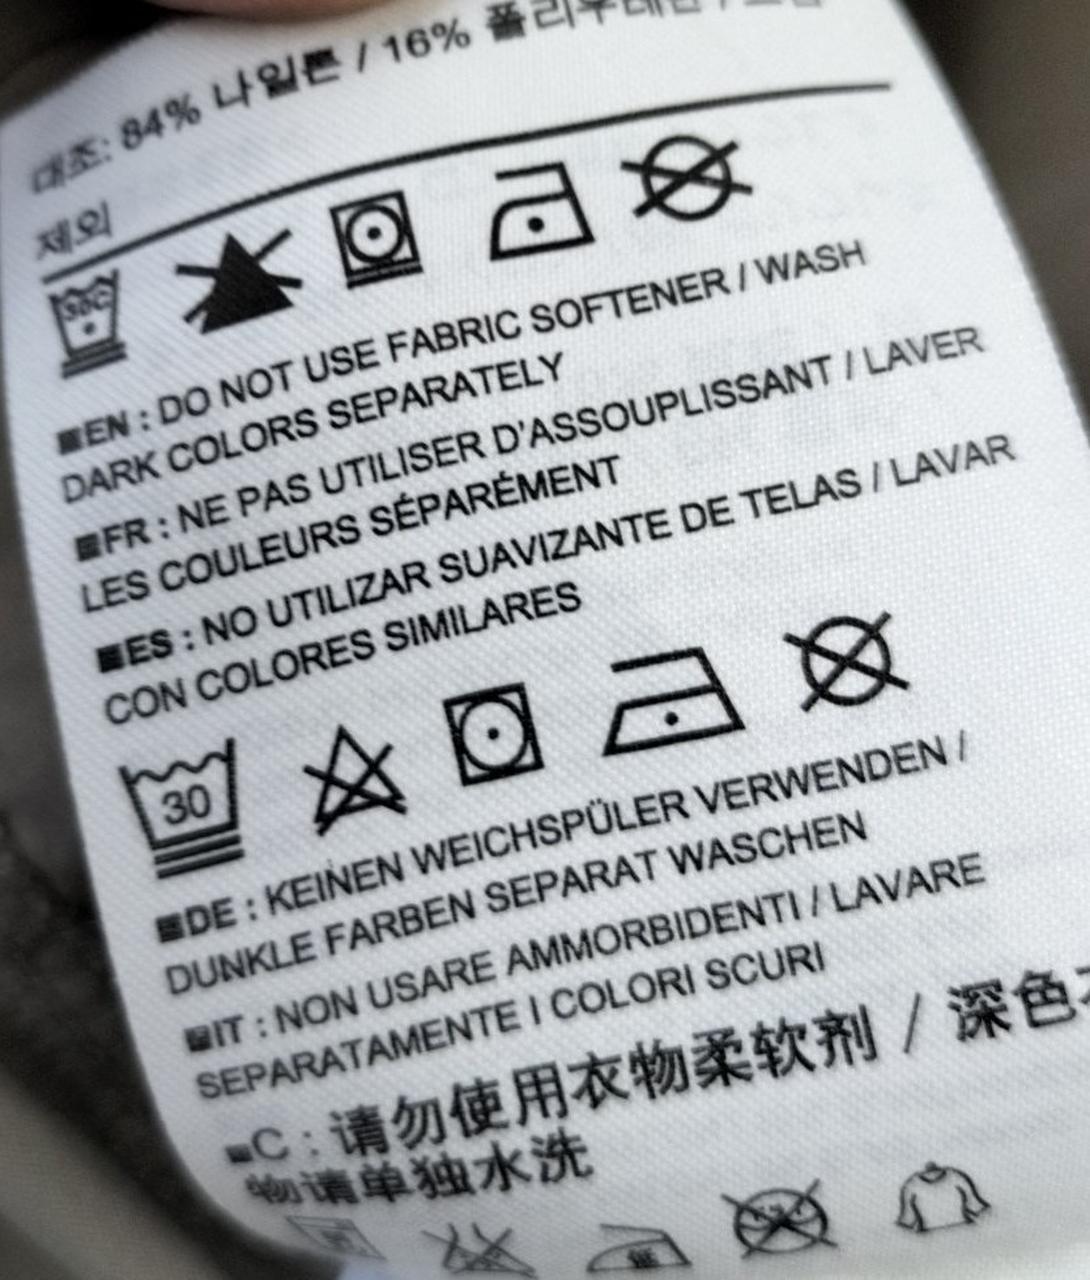 대조: 84% 나일론 / 16%
제외
30C
■EN : DO NOT USE FABRIC SOFTENER / WASH
DARK COLORS SEPARATELY
■FR : NE PAS UTILISER D'ASSOUPLISSANT / LAVER
LES COULEURS SÉPARÉMENT
■ES : NO UTILIZAR SUAVIZANTE DE TELAS / LAVAR
CON COLORES SIMILARES
30
■DE : KEINEN WEICHSPÜLER VERWENDEN /
DUNKLE FARBEN SEPARAT WASCHEN
■IT : NON USARE AMMORBIDENTI / LAVARE
SEPARATAMENTE I COLORI SCURI
■C : 请勿使用衣物柔软剂 / 深色
物请单独水洗